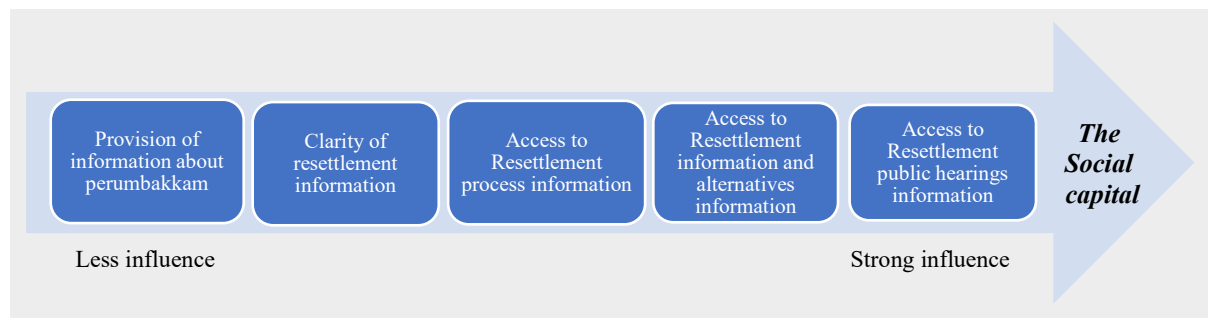 Provision of
information about
perumbakkam
Clarity of
resettlement
information
Access to
Resettlement
process information
Access to
Resettlement
information and
alternatives
information
Access to
Resettlement
public hearings
information
The
Social
capital
Less influence
Strong influence